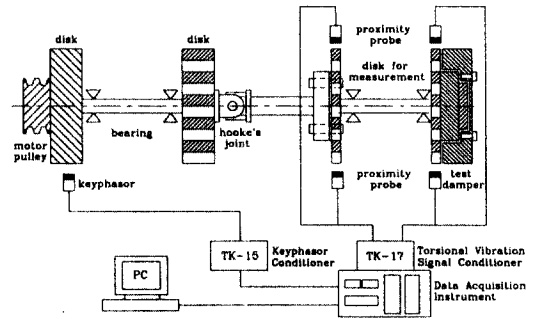 disk
disk
proximity
probe
disk for
measurement
bearing
hooke's
joint
motor
pulley
keyphasor
proximity
probe
test
damper
TK-15
Keyphasor
Conditioner
TK-17
Torsional Vibration
Signal Conditioner
PC
Data Acquisition
Instrument